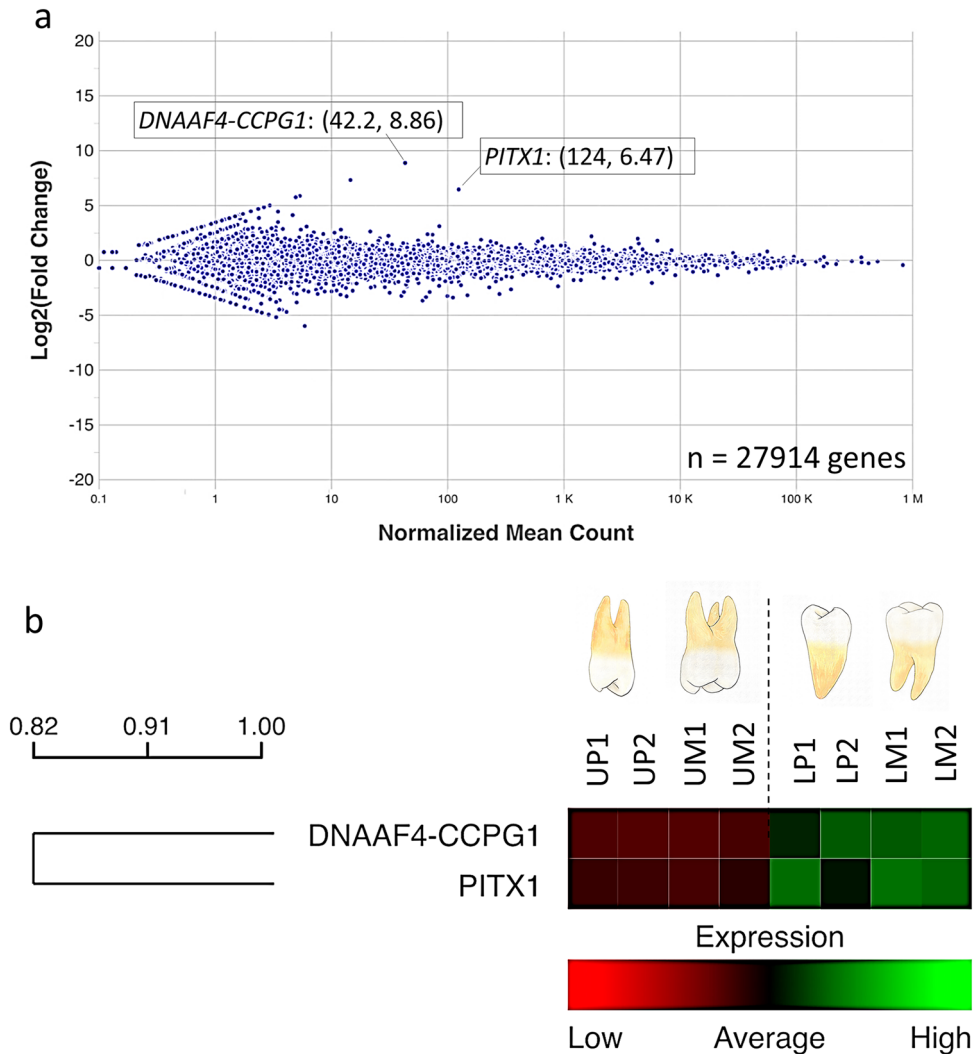 a
20
15
10
5
0
-5
-10
-15
-20
Log2(Fold Change)
DNAAF4-CCPG1: (42.2, 8.86)
PITX1: (124, 6.47)
n = 27914 genes
0.1 1 10 100 1 K 10 K 100 K 1 M
Normalized Mean Count
b
0.82 0.91 1.00
UP1 UP2 UM1 UM2 LP1 LP2 LM1 LM2
DNAAF4-CCPG1
PITX1
Expression
Low Average High